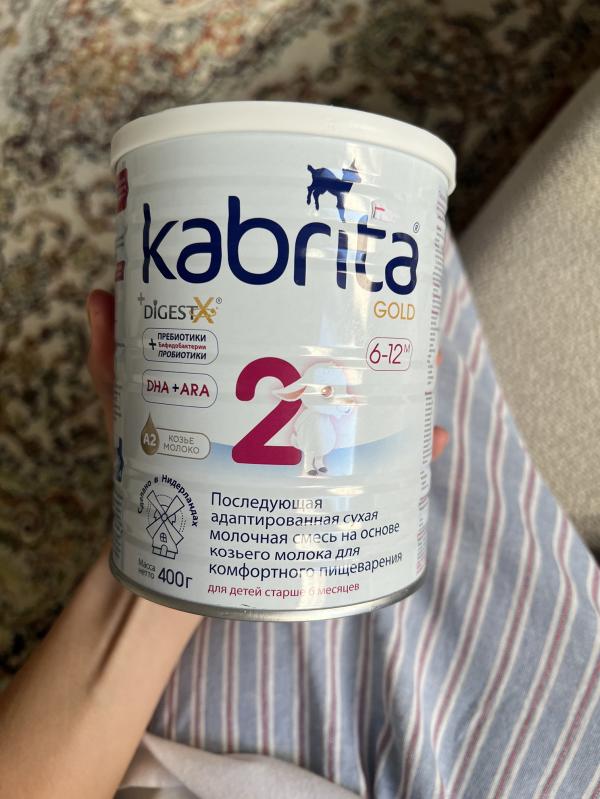 kabrita®
GOLD
+DIGESTX®
6-12М
+ ПРЕБИОТИКИ
Бифидобактерии
ПРОБИОТИКИ
DHA+ARA
2
A2
КОЗЬЕ
МОЛОКО
Сделано в Нидерландах
Последующая
адаптированная сухая
молочная смесь на основе
козьего молока для
комфортного пищеварения
для детей старше 6 месяцев
Масса
нетто 400г